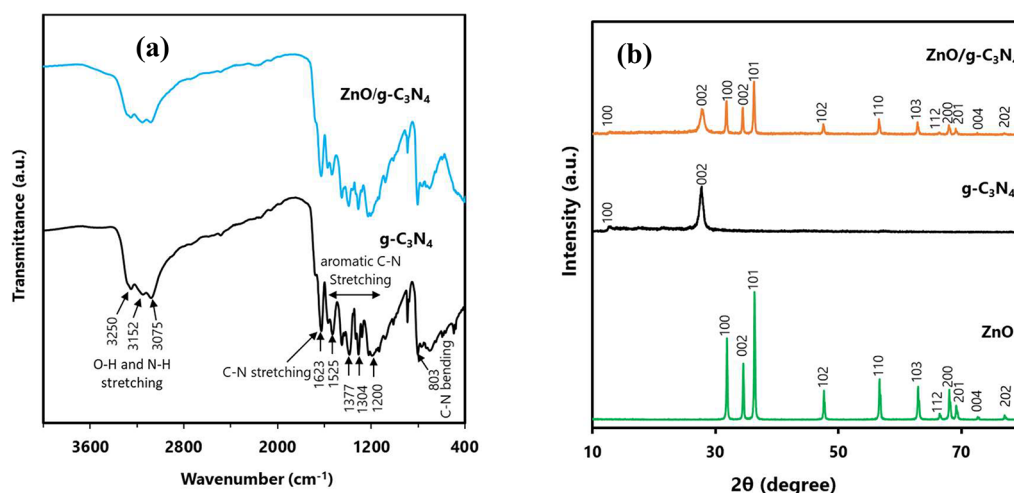 (a)
ZnO/g-C₃N₄
g-C₃N₄
aromatic C-N
Stretching
3250
3152
3075
O-H and N-H
stretching
C-N stretching
1623
1525
1377
1304
1200
803
C-N bending
Transmittance (a.u.)
3600 2800 2000 1200 400
Wavenumber (cm⁻¹)
(b)
ZnO/g-C₃N₄
100 002 100 002 101 102 110 103 112 200 201 004 202
g-C₃N₄
100 002
ZnO
100 002 101 102 110 103 112 200 201 004 202
Intensity (a.u.)
10 30 50 70
2θ (degree)